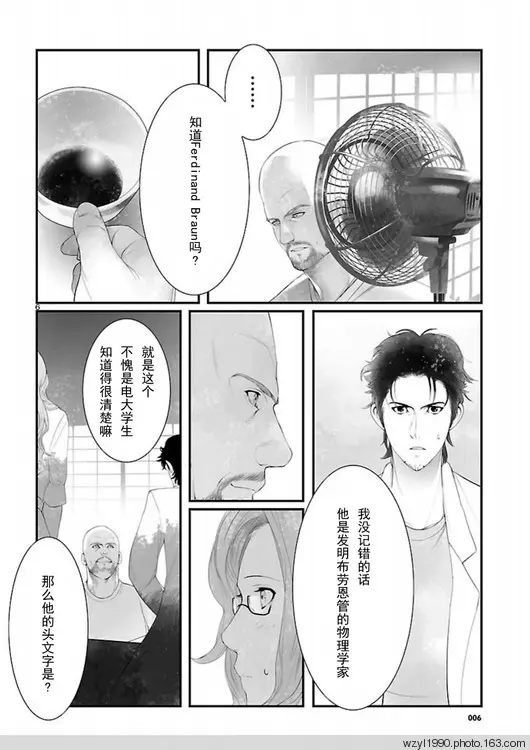 ……
知道Ferdinand Braun吗?
我没记错的话
他是发明布劳恩管的物理学家
就是这个
不愧是电大学生
知道得很清楚嘛
那么他的头文字是?
006
wzyl1990.photo.163.com